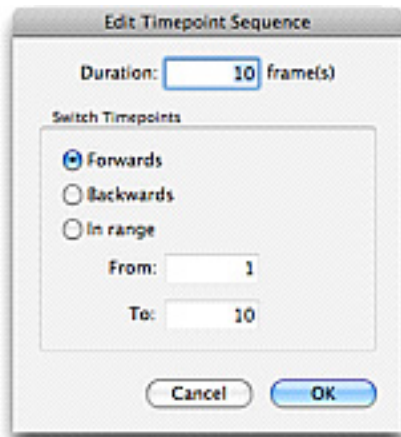 Edit Timepoint Sequence
Duration: 10 frame(s)
Switch Timepoints
Forwards
Backwards
In range
From: 1
To: 10
Cancel OK